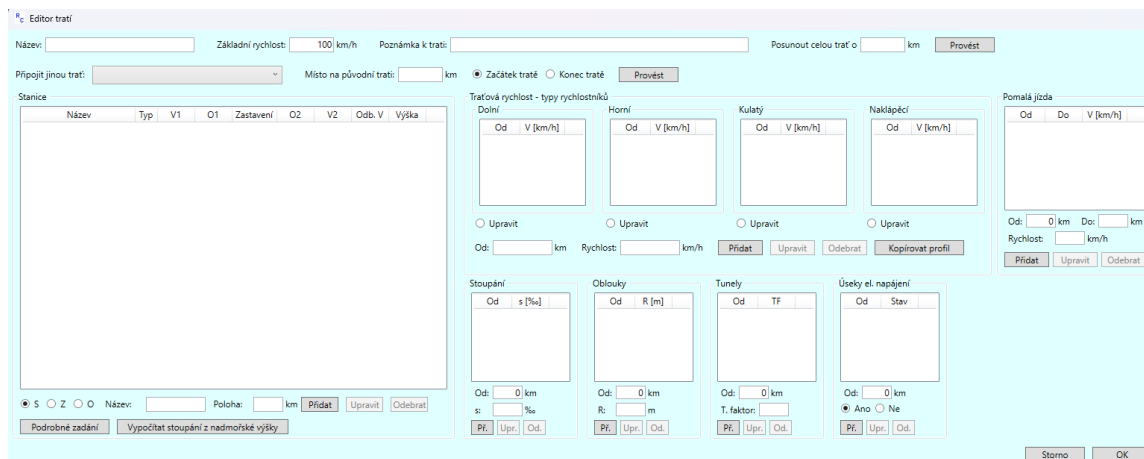 RC Editor tratí
Název: Základní rychlost: 100 km/h Poznámka k trati: Posunout celou trať o km Provést
Připojit jinou trať: Místo na původní trati: km Začátek tratě Konec tratě Provést
Stanice
Název Typ V1 O1 Zastavení O2 V2 Odb. V Výška
S Z O Název: Poloha: km Přidat Upravit Odebrat
Podrobné zadání Vypočítat stoupání z nadmořské výšky
Traťová rychlost - typy rychlostníků
Dolní Horní Kulatý Naklápěcí
Od V [km/h] Od V [km/h] Od V [km/h] Od V [km/h]
Upravit Upravit Upravit Upravit
Od: km Rychlost: km/h Přidat Upravit Odebrat Kopírovat profil
Pomalá jízda
Od Do V [km/h]
Od: 0 km Do: km
Rychlost: km/h
Přidat Upravit Odebrat
Stoupání
Od s [‰]
Od: 0 km
s: ‰
Př. Upr. Od.
Oblouky
Od R [m]
Od: 0 km
R: m
Př. Upr. Od.
Tunely
Od TF
Od: 0 km
T. faktor:
Př. Upr. Od.
Úseky el. napájení
Od Stav
Od: 0 km
Ano Ne
Př. Upr. Od.
Storno OK